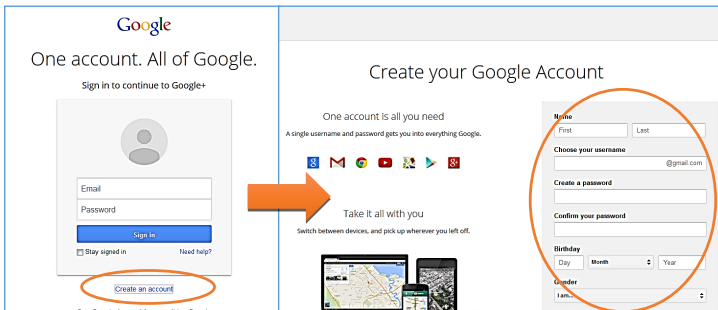 Google
One account. All of Google.
Sign in to continue to Google+
Email
Password
Sign in
Stay signed in Need help?
Create an account
Create your Google Account
One account is all you need
A single username and password gets you into everything Google.
Take it all with you
Switch between devices, and pick up wherever you left off.
Name
First Last
Choose your username
@gmail.com
Create a password
Confirm your password
Birthday
Day Month Year
Gender
I am...